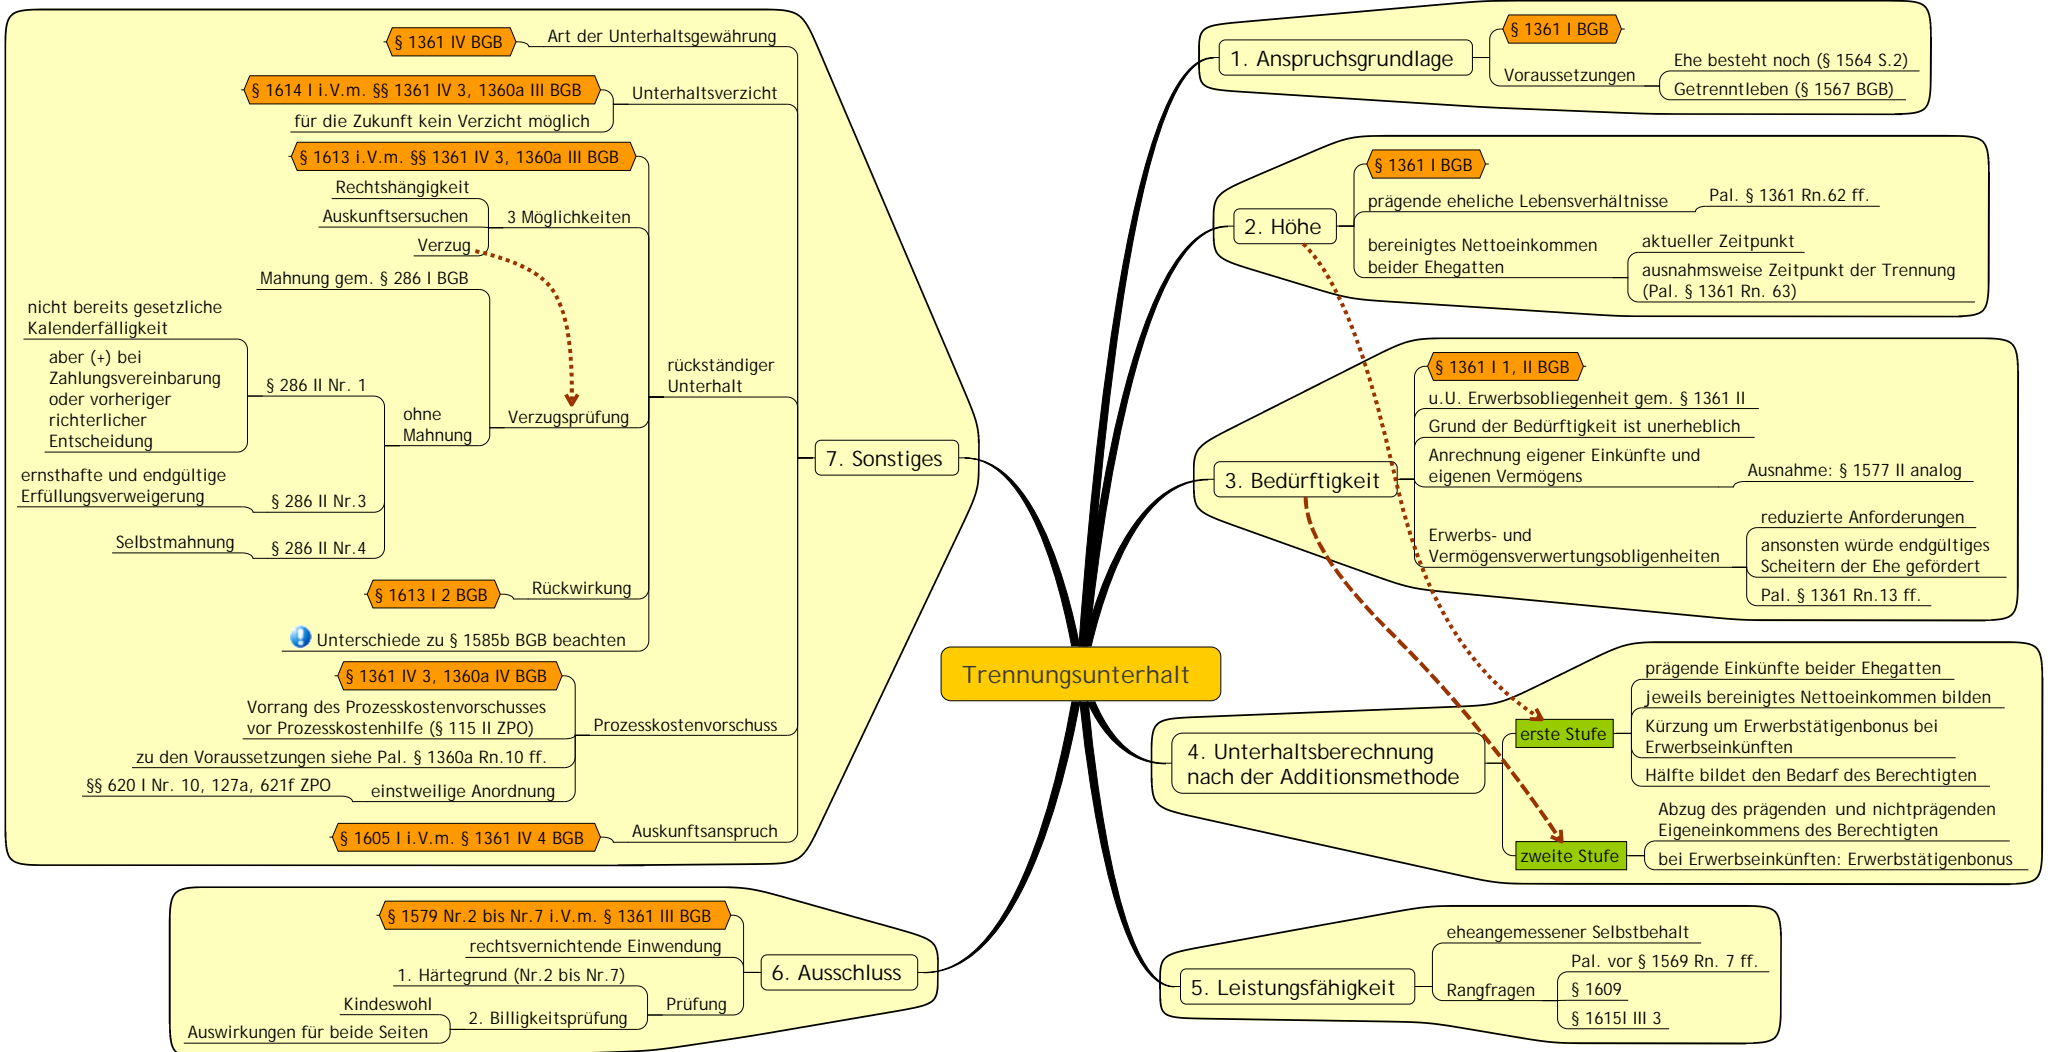 Trennungsunterhalt
1. Anspruchsgrundlage
§ 1361 I BGB
Voraussetzungen
Ehe besteht noch (§ 1564 S.2)
Getrenntleben (§ 1567 BGB)
2. Höhe
§ 1361 I BGB
prägende eheliche Lebensverhältnisse
Pal. § 1361 Rn.62 ff.
bereinigtes Nettoeinkommen
beider Ehegatten
aktueller Zeitpunkt
ausnahmsweise Zeitpunkt der Trennung
(Pal. § 1361 Rn. 63)
3. Bedürftigkeit
§ 1361 I 1, II BGB
u.U. Erwerbsobliegenheit gem. § 1361 II
Grund der Bedürftigkeit ist unerheblich
Anrechnung eigener Einkünfte und
eigenen Vermögens
Ausnahme: § 1577 II analog
Erwerbs- und
Vermögensverwertungsobligenheiten
reduzierte Anforderungen
ansonsten würde endgültiges
Scheitern der Ehe gefördert
Pal. § 1361 Rn.13 ff.
4. Unterhaltsberechnung
nach der Additionsmethode
erste Stufe
prägende Einkünfte beider Ehegatten
jeweils bereinigtes Nettoeinkommen bilden
Kürzung um Erwerbstätigenbonus bei
Erwerbseinkünften
Hälfte bildet den Bedarf des Berechtigten
zweite Stufe
Abzug des prägenden und nichtprägenden
Eigeneinkommens des Berechtigten
bei Erwerbseinkünften: Erwerbstätigenbonus
5. Leistungsfähigkeit
eheangemessener Selbstbehalt
Rangfragen
Pal. vor § 1569 Rn. 7 ff.
§ 1609
§ 1615l III 3
6. Ausschluss
§ 1579 Nr.2 bis Nr.7 i.V.m. § 1361 III BGB
rechtsvernichtende Einwendung
Prüfung
1. Härtegrund (Nr.2 bis Nr.7)
2. Billigkeitsprüfung
Kindeswohl
Auswirkungen für beide Seiten
7. Sonstiges
Art der Unterhaltsgewährung
§ 1361 IV BGB
Unterhaltsverzicht
§ 1614 I i.V.m. §§ 1361 IV 3, 1360a III BGB
für die Zukunft kein Verzicht möglich
rückständiger
Unterhalt
§ 1613 i.V.m. §§ 1361 IV 3, 1360a III BGB
3 Möglichkeiten
Rechtshängigkeit
Auskunftsersuchen
Verzug
Verzugsprüfung
Mahnung gem. § 286 I BGB
ohne
Mahnung
§ 286 II Nr. 1
nicht bereits gesetzliche
Kalenderfälligkeit
aber (+) bei
Zahlungsvereinbarung
oder vorheriger
richterlicher
Entscheidung
§ 286 II Nr.3
ernsthafte und endgültige
Erfüllungsverweigerung
§ 286 II Nr.4
Selbstmahnung
Rückwirkung
§ 1613 I 2 BGB
Unterschiede zu § 1585b BGB beachten
Prozesskostenvorschuss
§ 1361 IV 3, 1360a IV BGB
Vorrang des Prozesskostenvorschusses
vor Prozesskostenhilfe (§ 115 II ZPO)
zu den Voraussetzungen siehe Pal. § 1360a Rn.10 ff.
einstweilige Anordnung
§§ 620 I Nr. 10, 127a, 621f ZPO
Auskunftsanspruch
§ 1605 I i.V.m. § 1361 IV 4 BGB